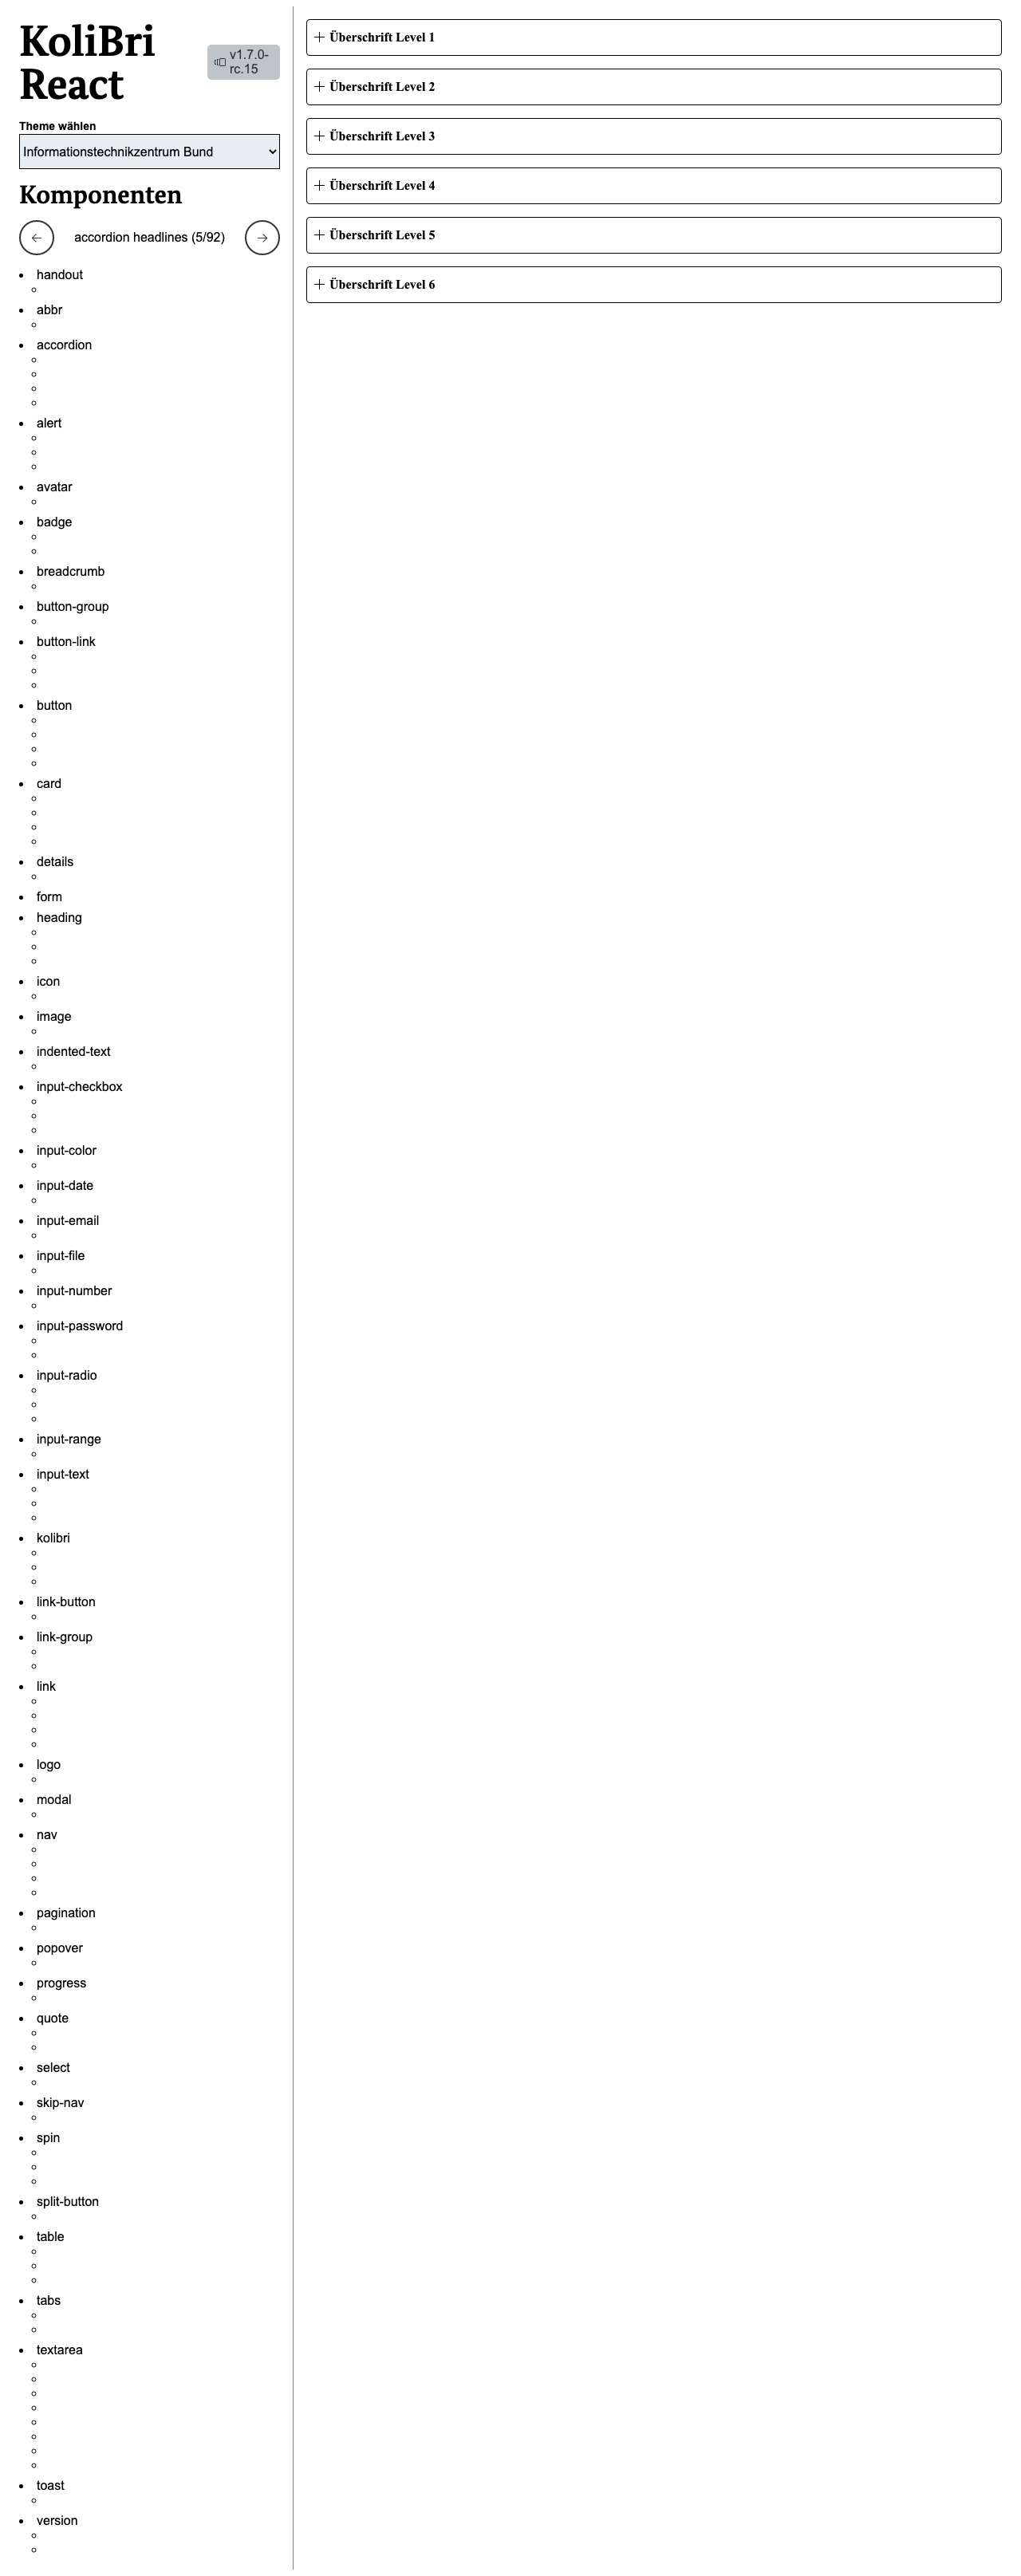 KoliBri
React
v1.7.0-
rc.15
Theme wählen
Informationstechnikzentrum Bund
Komponenten
accordion headlines (5/92)
handout
abbr
accordion
alert
avatar
badge
breadcrumb
button-group
button-link
button
card
details
form
heading
icon
image
indented-text
input-checkbox
input-color
input-date
input-email
input-file
input-number
input-password
input-radio
input-range
input-text
kolibri
link-button
link-group
link
logo
modal
nav
pagination
popover
progress
quote
select
skip-nav
spin
split-button
table
tabs
textarea
toast
version
Überschrift Level 1
Überschrift Level 2
Überschrift Level 3
Überschrift Level 4
Überschrift Level 5
Überschrift Level 6